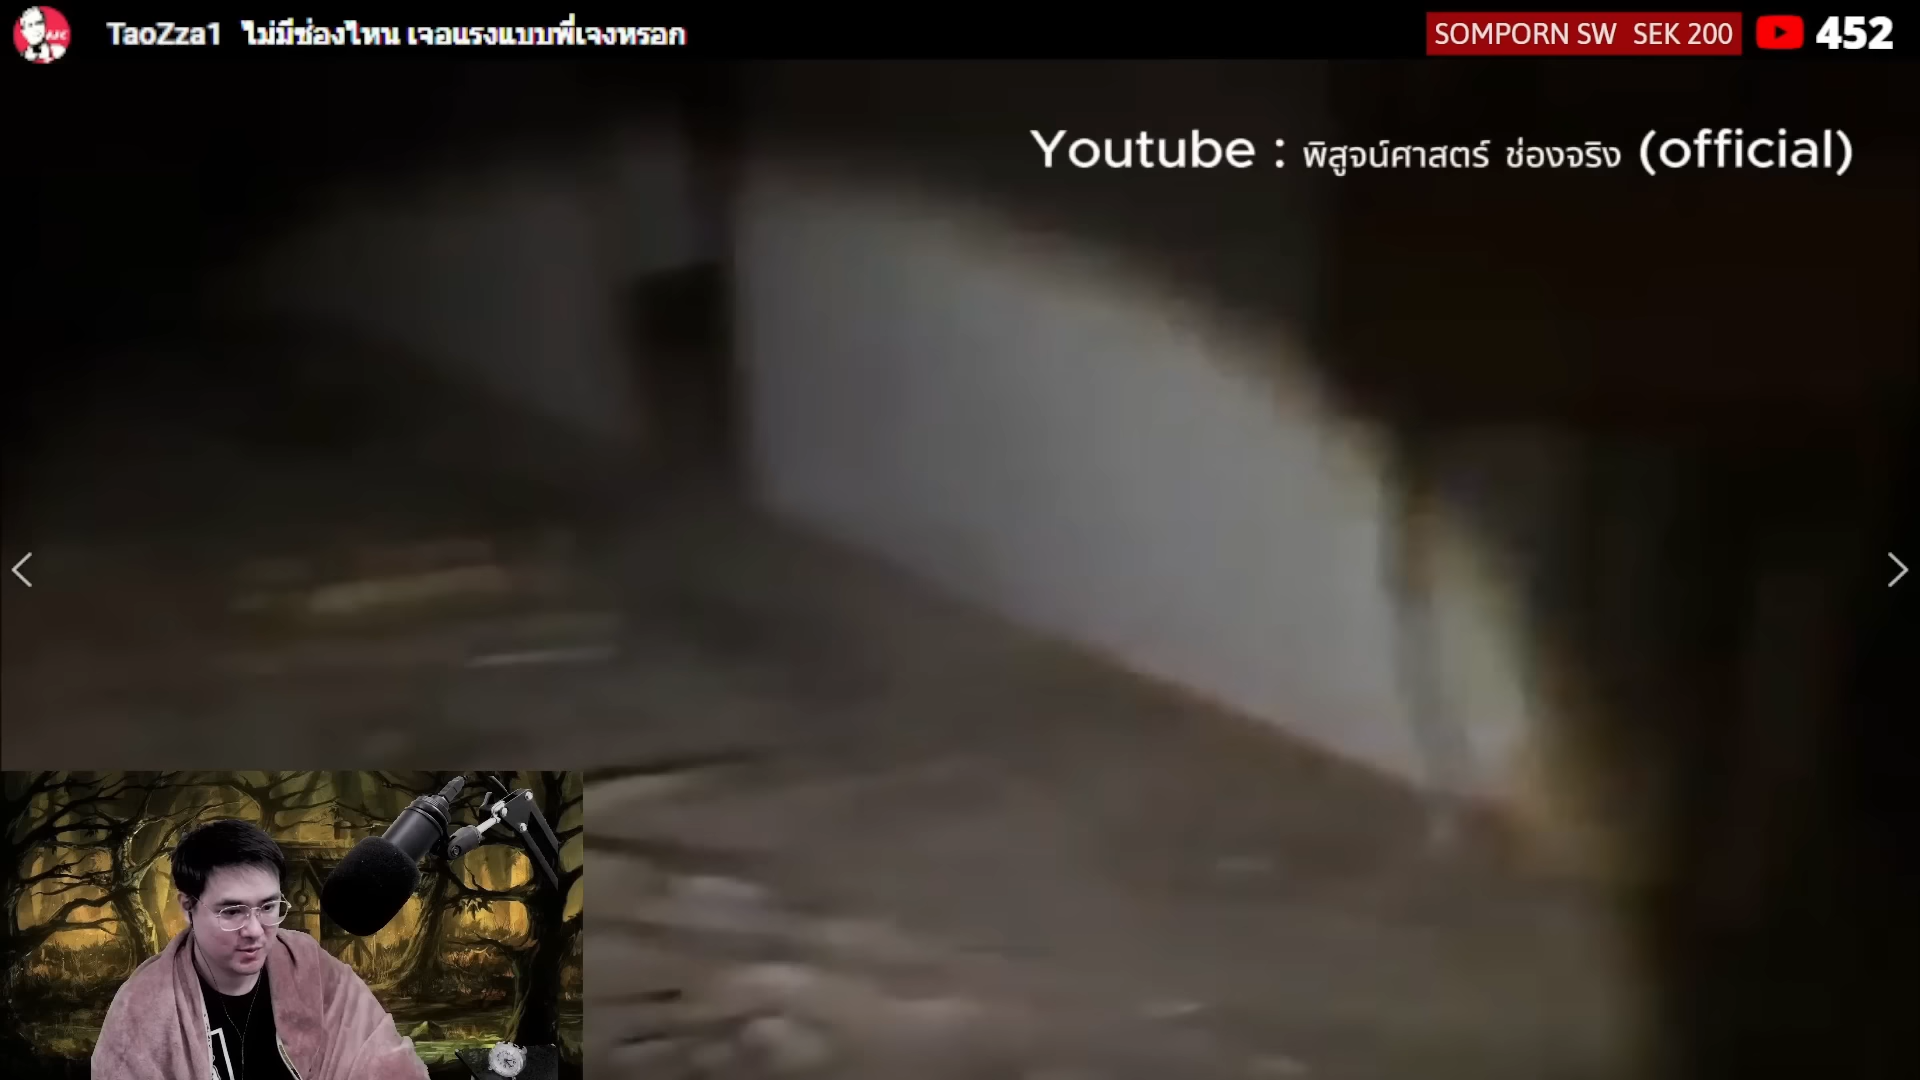 TaoZza1 ไม่มีช่องไหน เจอแรงแบบพี่เจงหรอก
SOMPORN SW SEK 200
452
Youtube : พิสูจน์ศาสตร์ ช่องจริง (official)